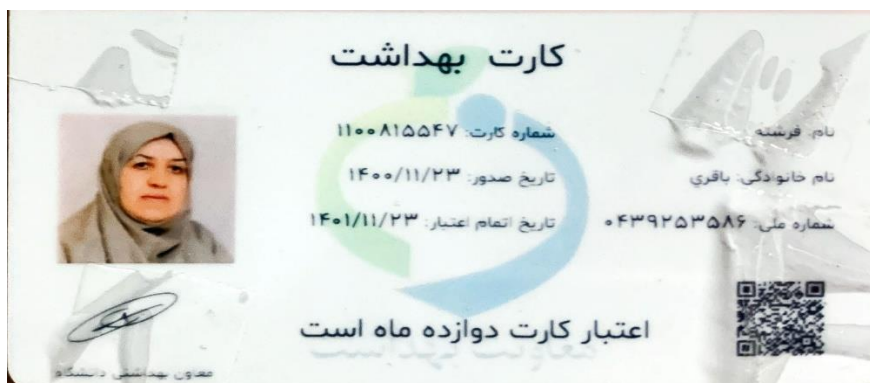 کارت بهداشت
نام: فرشته
شماره کارت: ۱۱۰۰۸۱۵۵۴۷
نام خانوادگی: باقري
تاریخ صدور: ۱۴۰۰/۱۱/۲۳
شماره ملی: ۰۴۳۹۲۵۳۵۸۶
تاریخ اتمام اعتبار: ۱۴۰۱/۱۱/۲۳
اعتبار کارت دوازده ماه است
معاون بهداشتی دانشگاه